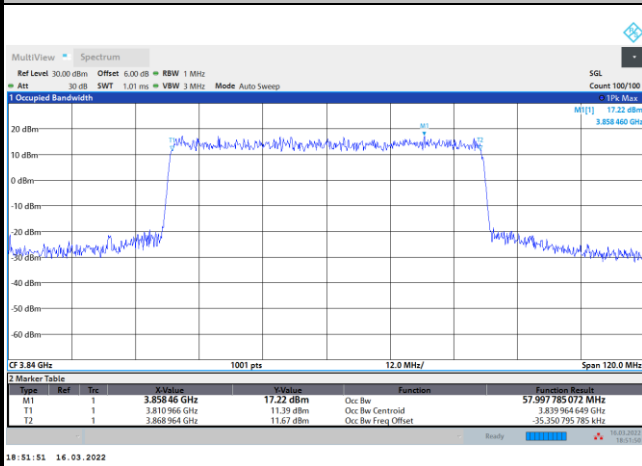 MultiView Spectrum
Ref Level 30.00 dBm Offset 6.00 dB RBW 1 MHz SGL
Att 30 dB SWT 1.01 ms VBW 3 MHz Mode Auto Sweep Count 100/100
1 Occupied Bandwidth 1Pk Max
M1[1] 17.22 dBm
3.858 460 GHz
M1
T1 T2
20 dBm
10 dBm
0 dBm
-10 dBm
-20 dBm
-30 dBm
-40 dBm
-50 dBm
-60 dBm
CF 3.84 GHz 1001 pts 12.0 MHz/ Span 120.0 MHz
2 Marker Table
Type Ref Trc X-Value Y-Value Function Function Result
M1 1 3.858 46 GHz 17.22 dBm Occ Bw 57.997 785 072 MHz
T1 1 3.810 966 GHz 11.39 dBm Occ Bw Centroid 3.839 964 649 GHz
T2 1 3.868 964 GHz 11.67 dBm Occ Bw Freq Offset -35.350 795 785 kHz
Ready 16.03.2022
18:51:50
18:51:51 16.03.2022